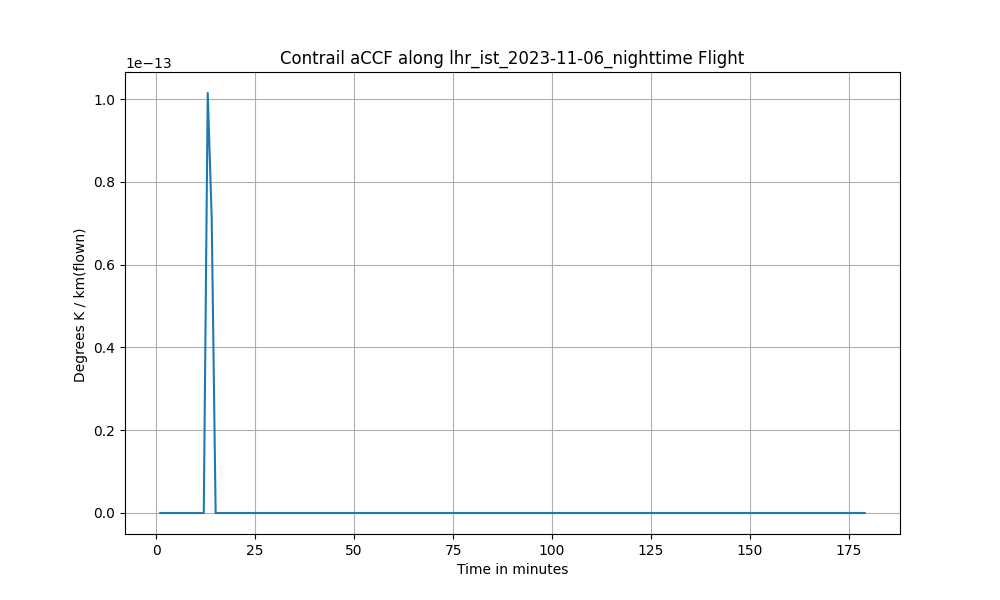 Contrail aCCF along lhr_ist_2023-11-06_nighttime Flight
1e−13
1.0
0.8
0.6
0.4
0.2
0.0
Degrees K / km(flown)
0 25 50 75 100 125 150 175
Time in minutes